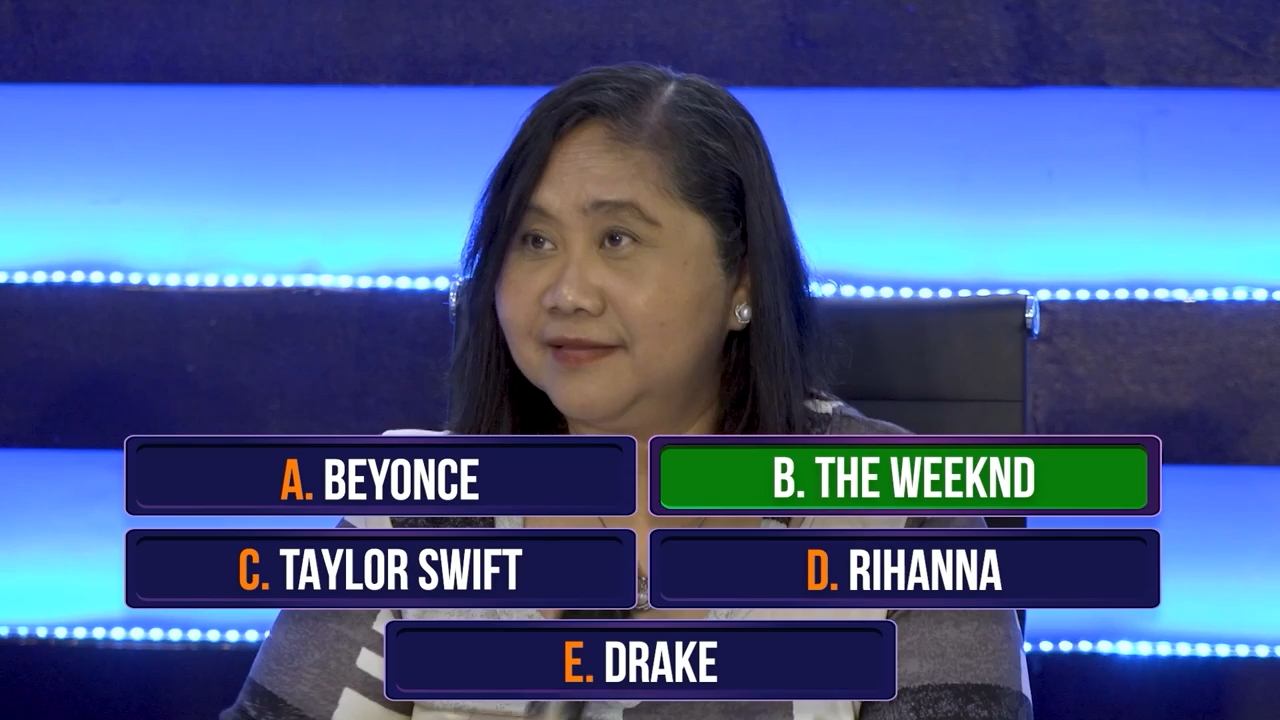 A. BEYONCE
B. THE WEEKND
C. TAYLOR SWIFT
D. RIHANNA
E. DRAKE